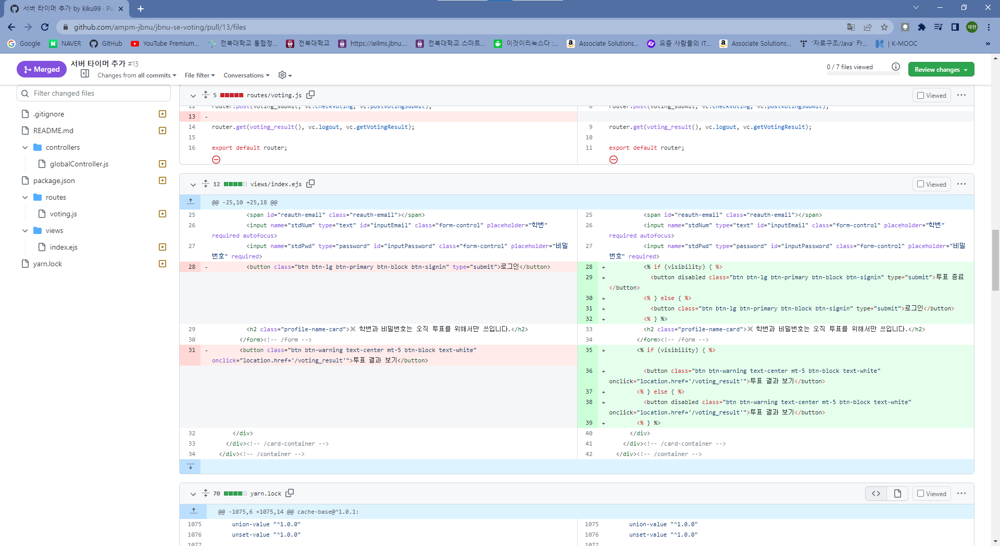 서버 타이머 추가 by kiku99 · Pu
github.com/ampm-jbnu/jbnu-se-voting/pull/13/files
재현
Google
NAVER
GitHub
YouTube Premium...
전북대학교 통합정...
전북대학교
https://ieilms.jbnu....
전북대학교 스마트...
이것이리눅스다 :...
Associate Solutions...
요즘 사람들의 IT...
Associate Solutions...
'자료구조/Java' 카...
| K-MOOC
»
Merged
서버 타이머 추가 #13
Changes from all commits
File filter
Conversations
0 / 7 files viewed
Review changes
Filter changed files
.gitignore
README.md
controllers
globalController.js
package.json
routes
voting.js
views
index.ejs
yarn.lock
5 routes/voting.js
Viewed
12 router.post(voting_submit, vc.checkVoting, vc.postVotingSubmit);
8 router.post(voting_submit, vc.checkVoting, vc.postVotingSubmit);
13 -
14 router.get(voting_result(), vc.logout, vc.getVotingResult);
9 router.get(voting_result(), vc.logout, vc.getVotingResult);
15
10
16 export default router;
11 export default router;
12 views/index.ejs
Viewed
@@ -25,10 +25,18 @@
25 <span id="reauth-email" class="reauth-email"></span>
26 <input name="stdNum" type="text" id="inputEmail" class="form-control" placeholder="학번"
required autofocus>
27 <input name="stdPwd" type="password" id="inputPassword" class="form-control" placeholder="비밀
번호" required>
28 - <button class="btn btn-lg btn-primary btn-block btn-signin" type="submit">로그인</button>
29 <h2 class="profile-name-card">※ 학번과 비밀번호는 오직 투표를 위해서만 쓰입니다.</h2>
30 </form><!-- /form -->
31 - <button class="btn btn-warning text-center mt-5 btn-block text-white"
onclick="location.href='/voting_result'">투표 결과 보기</button>
32 </div>
33 </div><!-- /card-container -->
34 </div><!-- /container -->
25 <span id="reauth-email" class="reauth-email"></span>
26 <input name="stdNum" type="text" id="inputEmail" class="form-control" placeholder="학번"
required autofocus>
27 <input name="stdPwd" type="password" id="inputPassword" class="form-control" placeholder="비밀
번호" required>
28 + <% if (visibility) { %>
29 + <button disabled class="btn btn-lg btn-primary btn-block btn-signin" type="submit">투표 종료
</button>
30 + <% } else { %>
31 + <button class="btn btn-lg btn-primary btn-block btn-signin" type="submit">로그인</button>
32 + <% } %>
33 <h2 class="profile-name-card">※ 학번과 비밀번호는 오직 투표를 위해서만 쓰입니다.</h2>
34 </form><!-- /form -->
35 + <% if (visibility) { %>
36 + <button class="btn btn-warning text-center mt-5 btn-block text-white"
onclick="location.href='/voting_result'">투표 결과 보기</button>
37 + <% } else { %>
38 + <button disabled class="btn btn-warning text-center mt-5 btn-block text-white"
onclick="location.href='/voting_result'">투표 결과 보기</button>
39 + <% } %>
40 </div>
41 </div><!-- /card-container -->
42 </div><!-- /container -->
70 yarn.lock
Viewed
@@ -1075,6 +1075,14 @@ cache-base@^1.0.1:
1075 union-value "^1.0.0"
1075 union-value "^1.0.0"
1076 unset-value "^1.0.0"
1076 unset-value "^1.0.0"
1077
1077